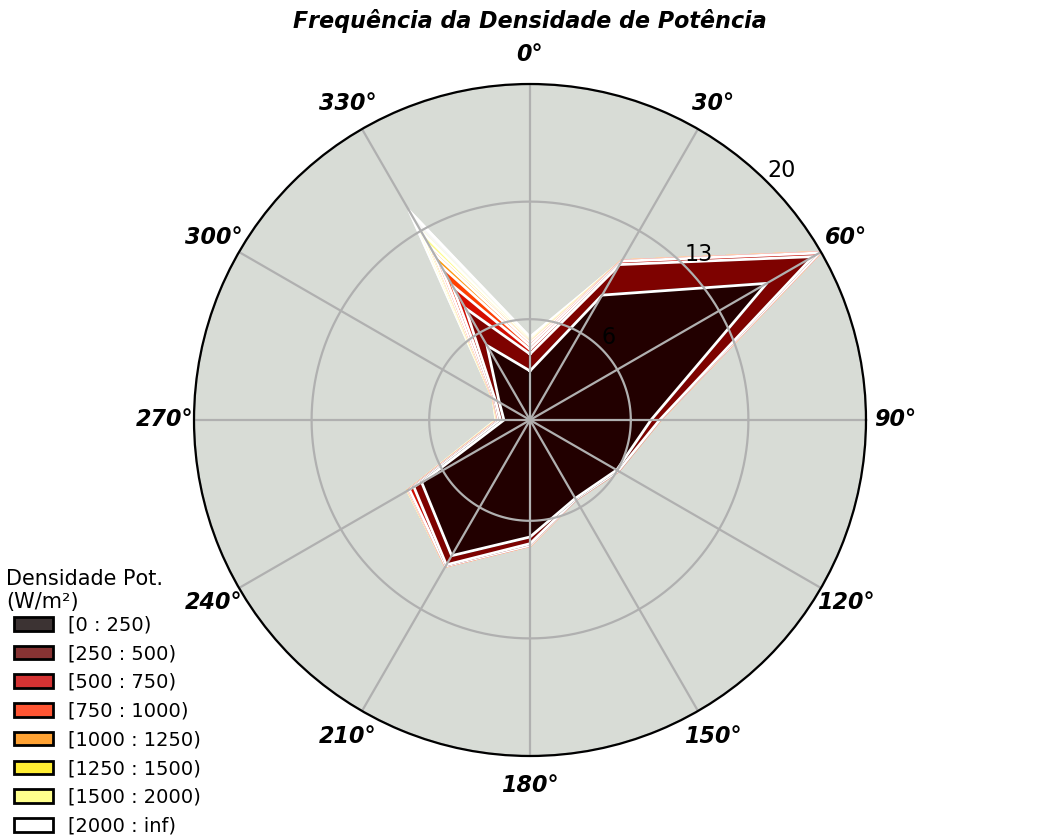 Frequência da Densidade de Potência
0°
330°
30°
20
300°
60°
13
6
270°
90°
240°
120°
210°
150°
180°
Densidade Pot.
(W/m²)
[0 : 250)
[250 : 500)
[500 : 750)
[750 : 1000)
[1000 : 1250)
[1250 : 1500)
[1500 : 2000)
[2000 : inf)